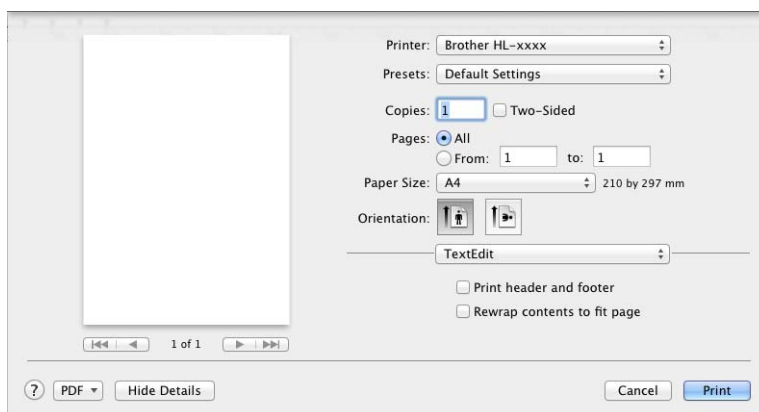 Printer: Brother HL-xxxx
Presets: Default Settings
Copies: 1 Two-Sided
Pages: All
From: 1 to: 1
Paper Size: A4 210 by 297 mm
Orientation:
TextEdit
Print header and footer
Rewrap contents to fit page
1 of 1
? PDF Hide Details Cancel Print